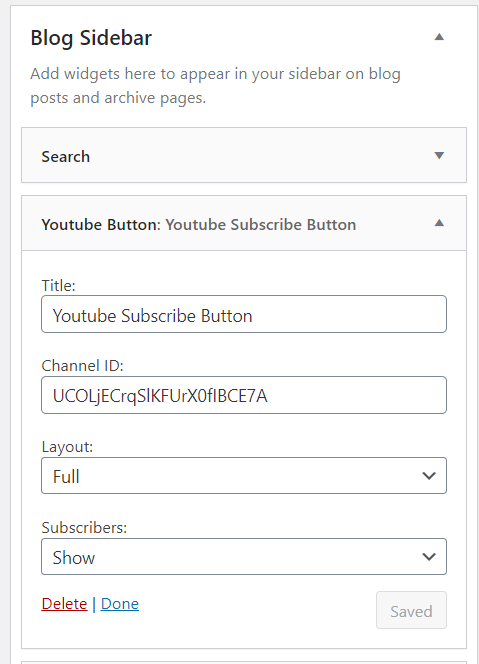 Blog Sidebar
Add widgets here to appear in your sidebar on blog
posts and archive pages.
Search
Youtube Button: Youtube Subscribe Button
Title:
Youtube Subscribe Button
Channel ID:
UCOLjECrqSlKFUrX0fIBCE7A
Layout:
Full
Subscribers:
Show
Delete | Done
Saved